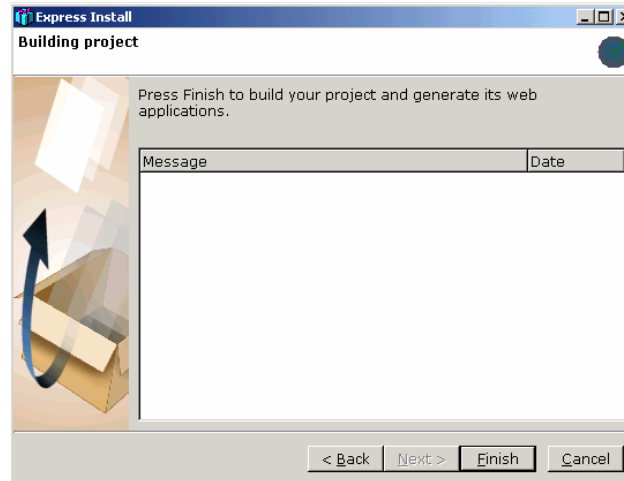 Express Install
Building project
Press Finish to build your project and generate its web
applications.
Message Date
< Back Next > Finish Cancel